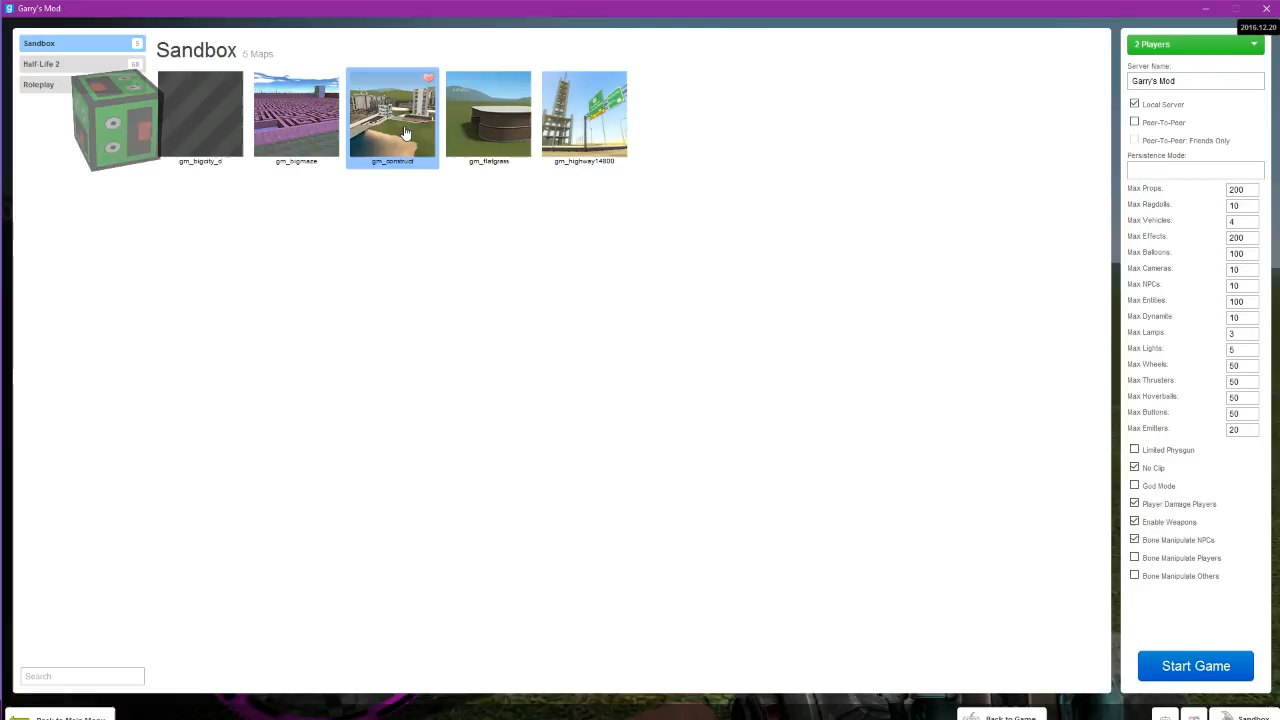 Garry's Mod
2016.12.20
Sandbox 5
Half-Life 2 58
Roleplay
Sandbox 5 Maps
gm_bigcity_d
gm_bigmaze
gm_construct
gm_flatgrass
gm_highway14800
2 Players
Server Name:
Garry's Mod
Local Server
Peer-To-Peer
Peer-To-Peer: Friends Only
Persistence Mode:
Max Props: 200
Max Ragdolls: 10
Max Vehicles: 4
Max Effects: 200
Max Balloons: 100
Max Cameras: 10
Max NPCs: 10
Max Entities: 100
Max Dynamite: 10
Max Lamps: 3
Max Lights: 5
Max Wheels: 50
Max Thrusters: 50
Max Hoverballs: 50
Max Buttons: 50
Max Emitters: 20
Limited Physgun
No Clip
God Mode
Player Damage Players
Enable Weapons
Bone Manipulate NPCs
Bone Manipulate Players
Bone Manipulate Others
Start Game
Search
Back to Main Menu
Back to Game
Sandbox